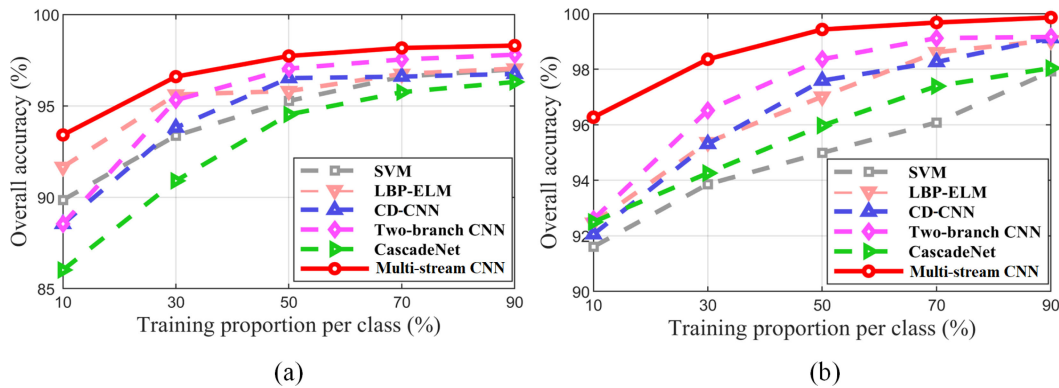 100
95
90
85
Overall accuracy (%)
10 30 50 70 90
Training proportion per class (%)
SVM
LBP-ELM
CD-CNN
Two-branch CNN
CascadeNet
Multi-stream CNN
(a)
100
98
96
94
92
90
Overall accuracy (%)
10 30 50 70 90
Training proportion per class (%)
SVM
LBP-ELM
CD-CNN
Two-branch CNN
CascadeNet
Multi-stream CNN
(b)